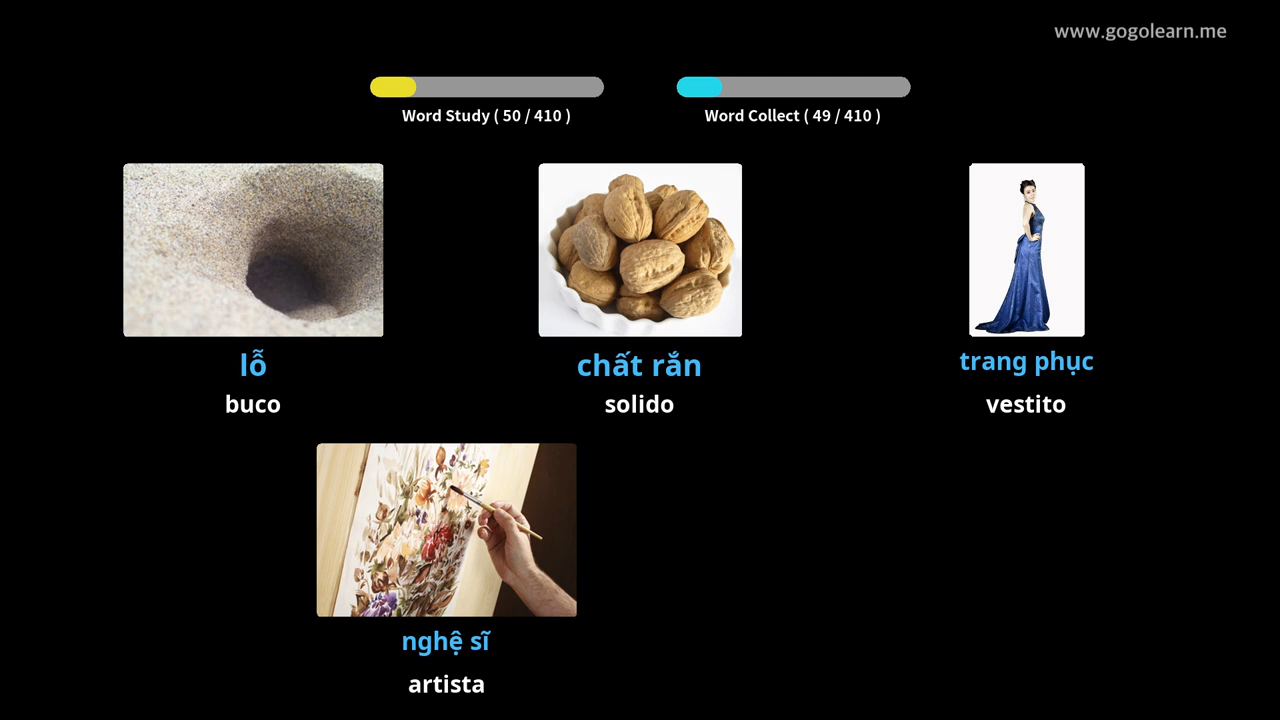 www.gogolearn.me
Word Study ( 50 / 410 )
Word Collect ( 49 / 410 )
lỗ
buco
chất rắn
solido
trang phục
vestito
nghệ sĩ
artista